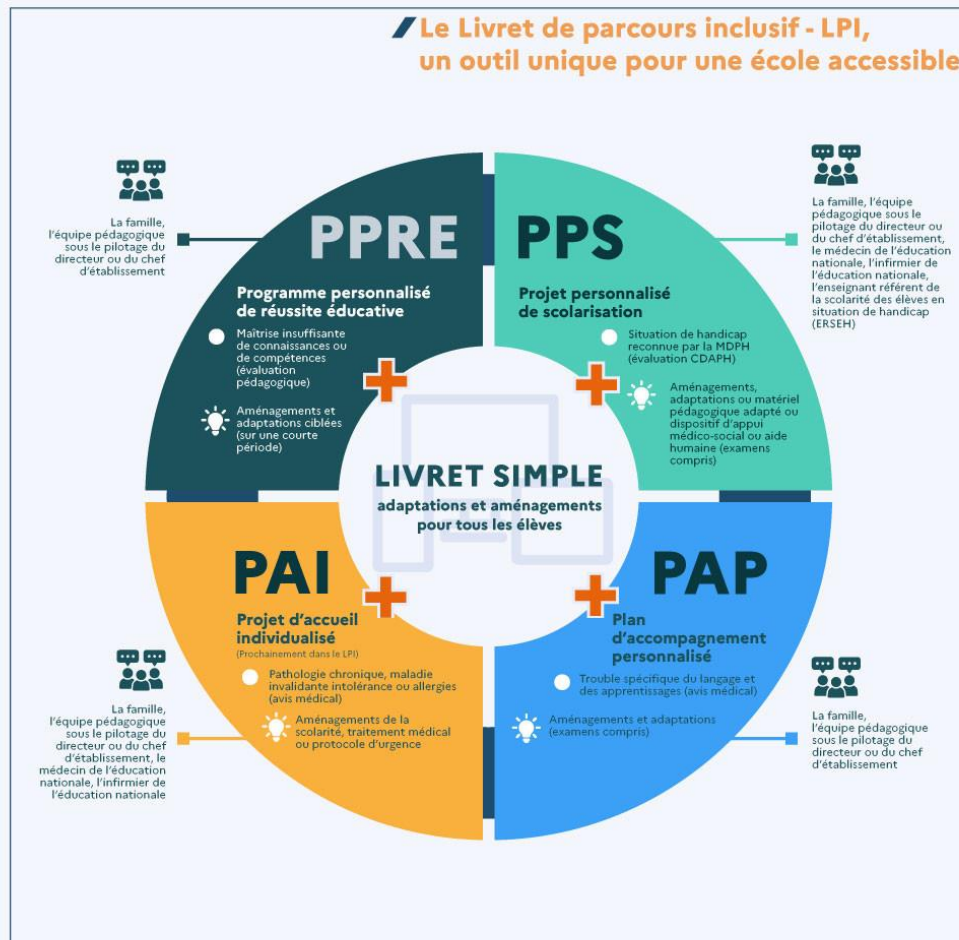 Le Livret de parcours inclusif - LPI,
un outil unique pour une école accessible
La famille,
l'équipe pédagogique
sous le pilotage du
directeur ou du chef
d'établissement
PPRE
Programme personnalisé
de réussite éducative
Maîtrise insuffisante
de connaissances ou
de compétences
(évaluation
pédagogique)
Aménagements et
adaptations ciblées
(sur une courte
période)
PPS
Projet personnalisé
de scolarisation
Situation de handicap
reconnue par la MDPH
(évaluation CDAPH)
Aménagements,
adaptations ou matériel
pédagogique adapté ou
dispositif d'appui
médico-social ou aide
humaine (examens
compris)
La famille, l'équipe
pédagogique sous le
pilotage du directeur ou
du chef d'établissement,
le médecin de l'éducation
nationale, l'infirmier de
l'éducation nationale,
l'enseignant référent de
la scolarité des élèves en
situation de handicap
(ERSEH)
LIVRET SIMPLE
adaptations et aménagements
pour tous les élèves
PAI
Projet d'accueil
individualisé
(Prochainement dans le LPI)
Pathologie chronique, maladie
invalidante intolérance ou allergies
(avis médical)
Aménagements de la
scolarité, traitement médical
ou protocole d'urgence
La famille,
l'équipe pédagogique
sous le pilotage du
directeur ou du chef
d'établissement, le
médecin de l'éducation
nationale, l'infirmier de
l'éducation nationale
PAP
Plan
d'accompagnement
personnalisé
Trouble spécifique du langage et
des apprentissages (avis médical)
Aménagements et adaptations
(examens compris)
La famille,
l'équipe pédagogique
sous le pilotage du
directeur ou du chef
d'établissement